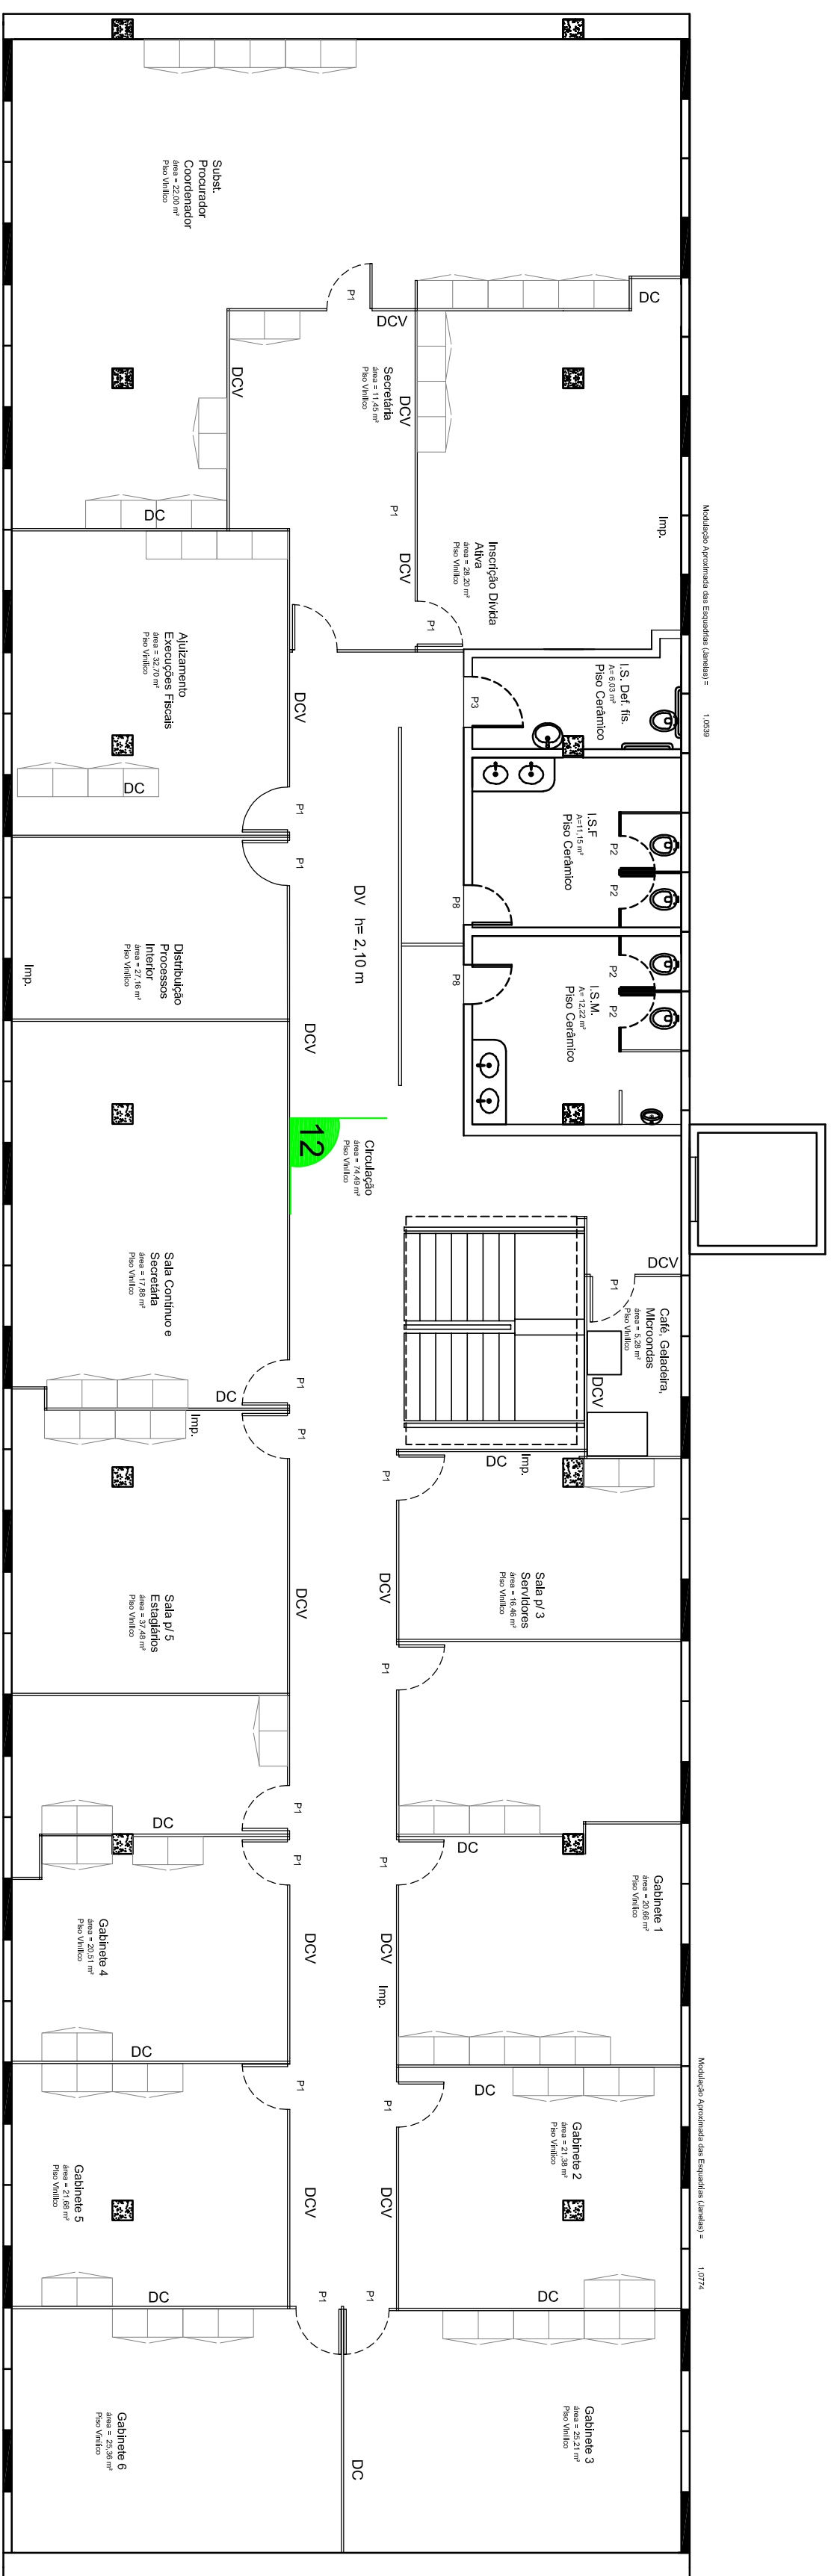 Modulação Aproximada das Esquadrias (Janelas) = 1,0539
Modulação Aproximada das Esquadrias (Janelas) = 1,0774
Subst.
Procurador
Coordenador
área = 22,00 m²
Piso Vinílico
DC
P1
DCV
Secretária
área = 11,45 m²
Piso Vinílico
DCV
DCV
P1
DCV
DC
Imp.
Inscrição Dívida
Ativa
área = 28,20 m²
Piso Vinílico
P1
Ajuizamento
Execuções Fiscais
área = 32,70 m²
Piso Vinílico
DC
DCV
P1
P1
I.S. Def. fis.
A= 6,03 m²
Piso Cerâmico
P3
I.S.F
A=11,15 m²
Piso Cerâmico
P2
P2
P8
I.S.M.
A= 12,22 m²
Piso Cerâmico
P2
P2
P8
DV h= 2,10 m
Distribuição
Processos
Interior
área = 27,16 m²
Piso Vinílico
Imp.
DCV
12
Circulação
área = 74,49 m²
Piso Vinílico
Sala Contínuo e
Secretária
área = 17,88 m²
Piso Vinílico
DC
Imp.
P1
P1
DCV
P1
Café, Geladeira,
Microondas
área = 5,28 m²
Piso Vinílico
DCV
DC
Imp.
P1
Sala p/ 3
Servidores
área = 16,46 m²
Piso Vinílico
DCV
DCV
P1
Sala p/ 5
Estagiários
área = 37,48 m²
Piso Vinílico
DC
P1
P1
P1
DC
Gabinete 1
área = 20,66 m²
Piso Vinílico
DCV
DCV
Imp.
Gabinete 4
área = 20,51 m²
Piso Vinílico
DC
P1
P1
DC
Gabinete 2
área = 21,38 m²
Piso Vinílico
Gabinete 5
área = 21,68 m²
Piso Vinílico
DCV
DCV
DC
DC
P1
P1
Gabinete 3
área = 25,21 m²
Piso Vinílico
Gabinete 6
área = 25,36 m²
Piso Vinílico
DC